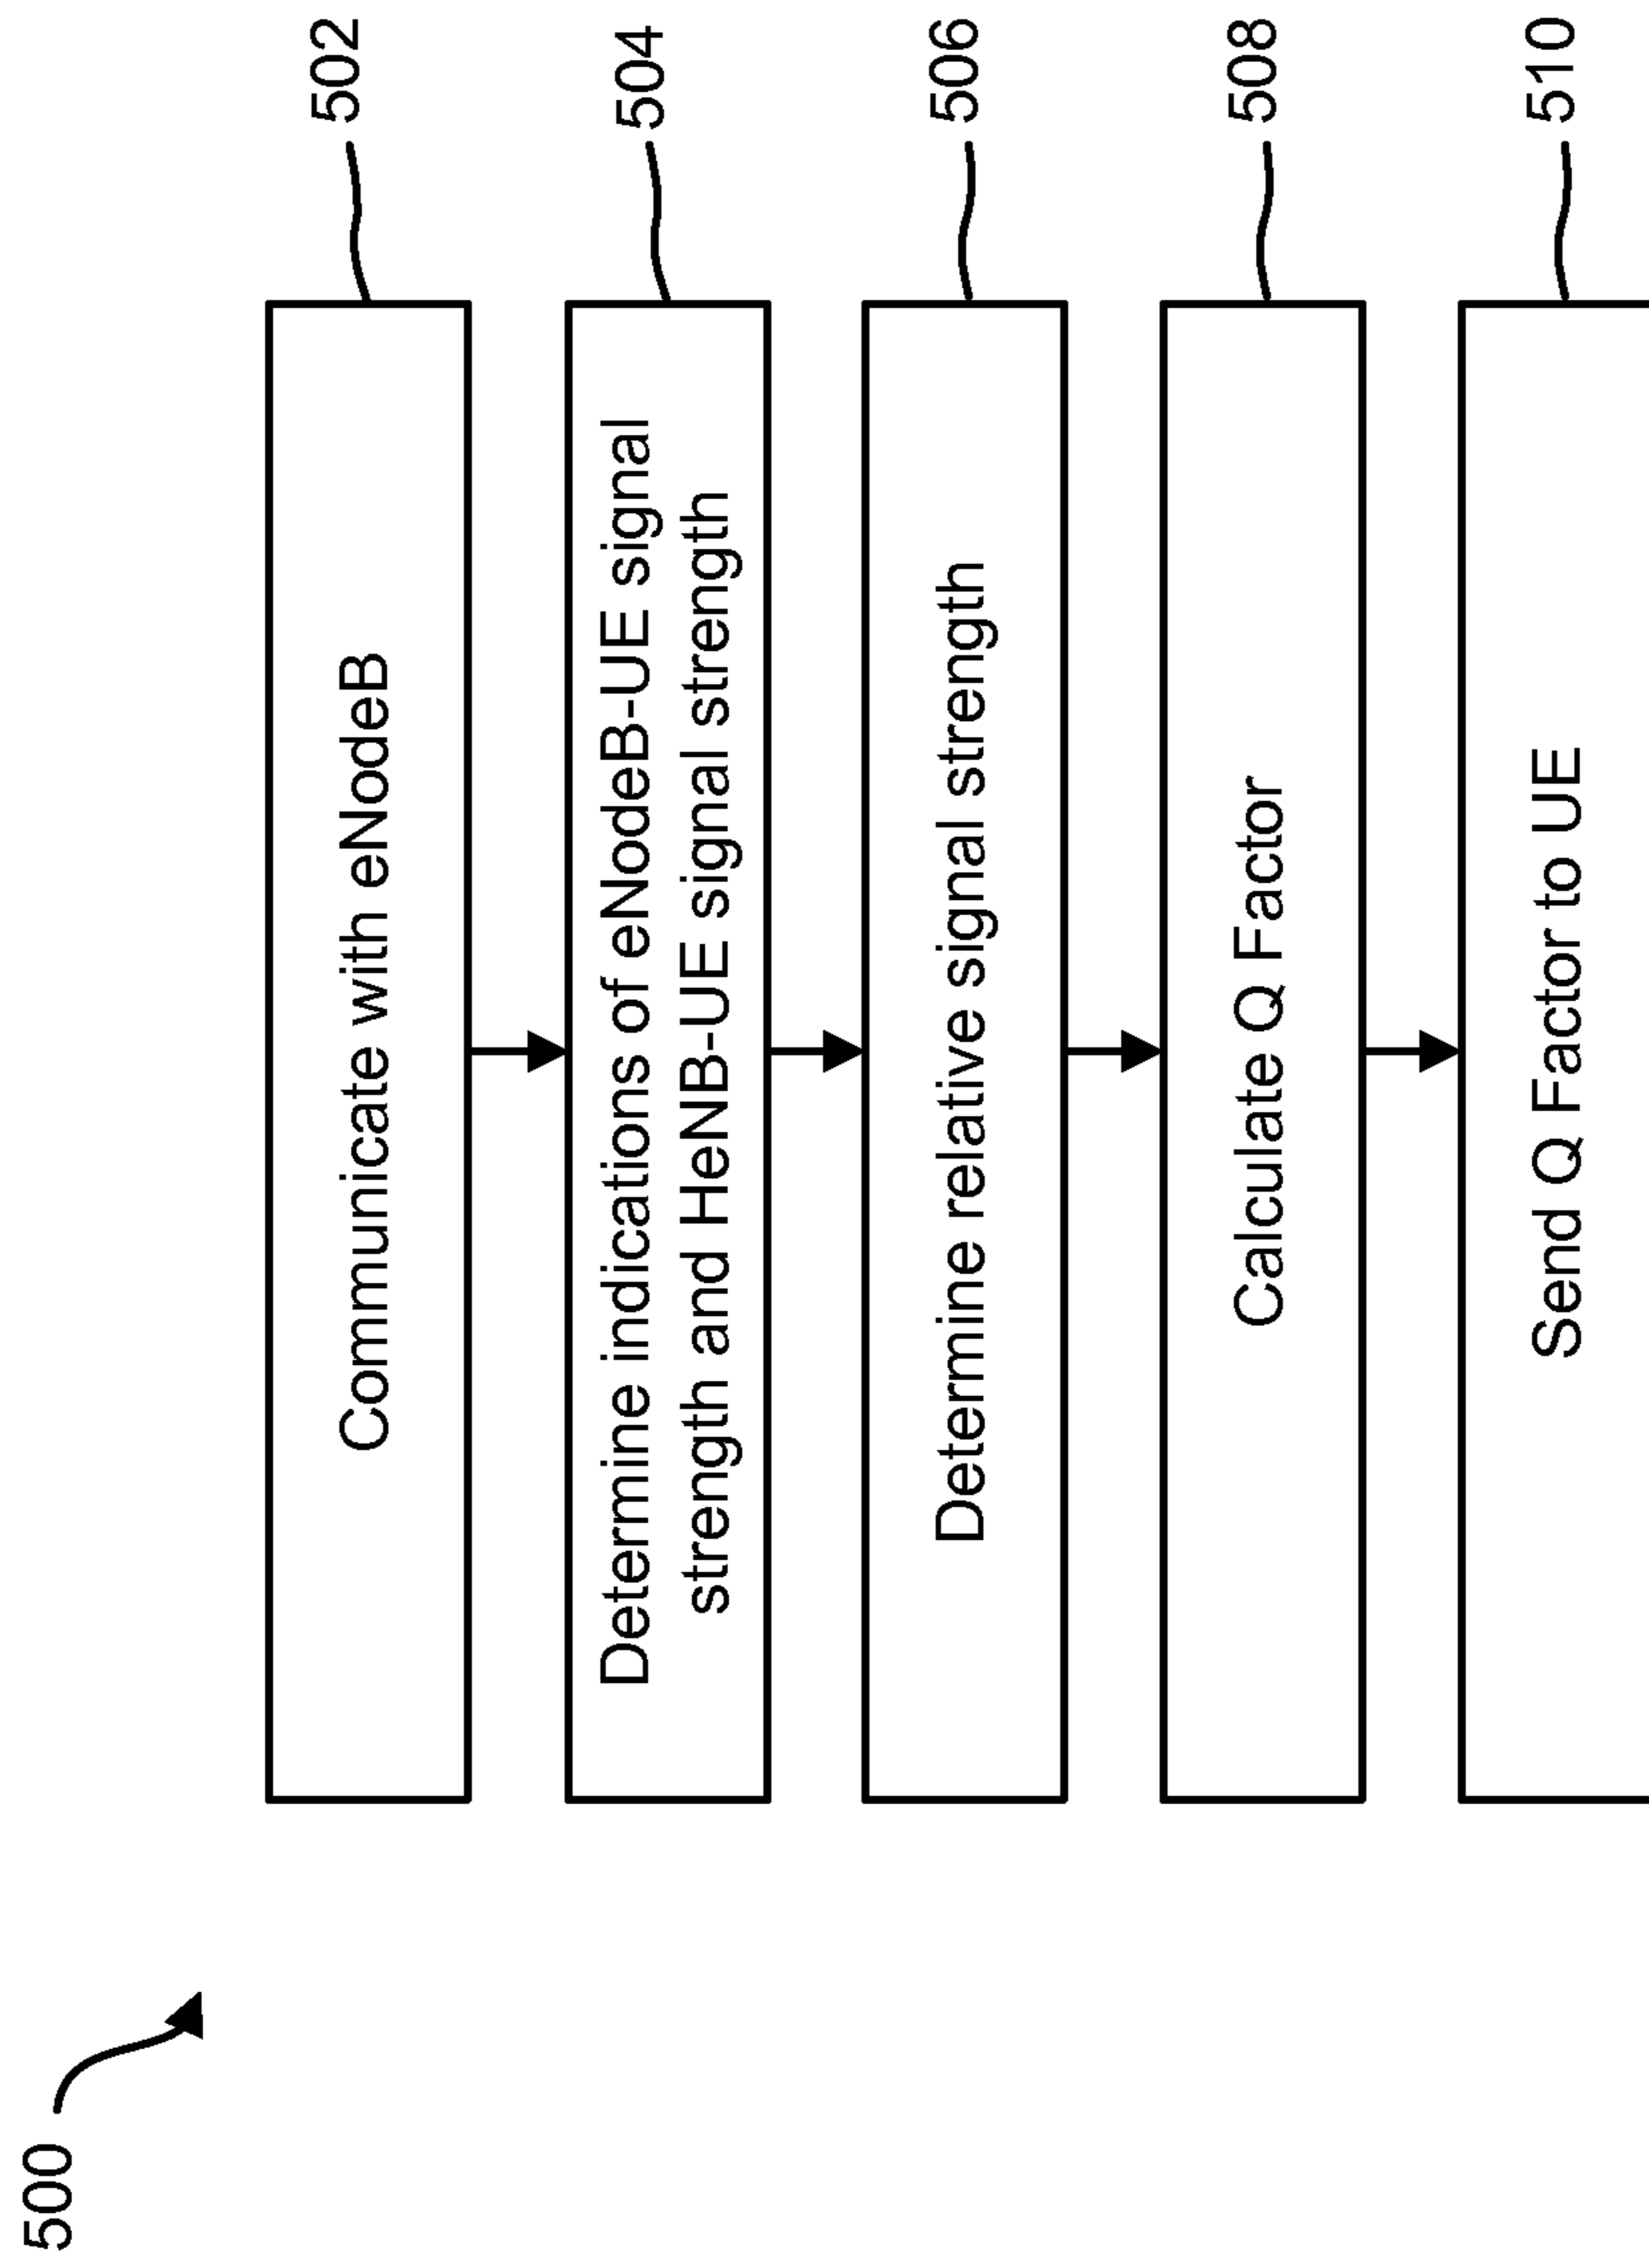 500
Communicate with eNodeB
502
Determine indications of eNodeB-UE signal
strength and HeNB-UE signal strength
504
Determine relative signal strength
506
Calculate Q Factor
508
Send Q Factor to UE
510